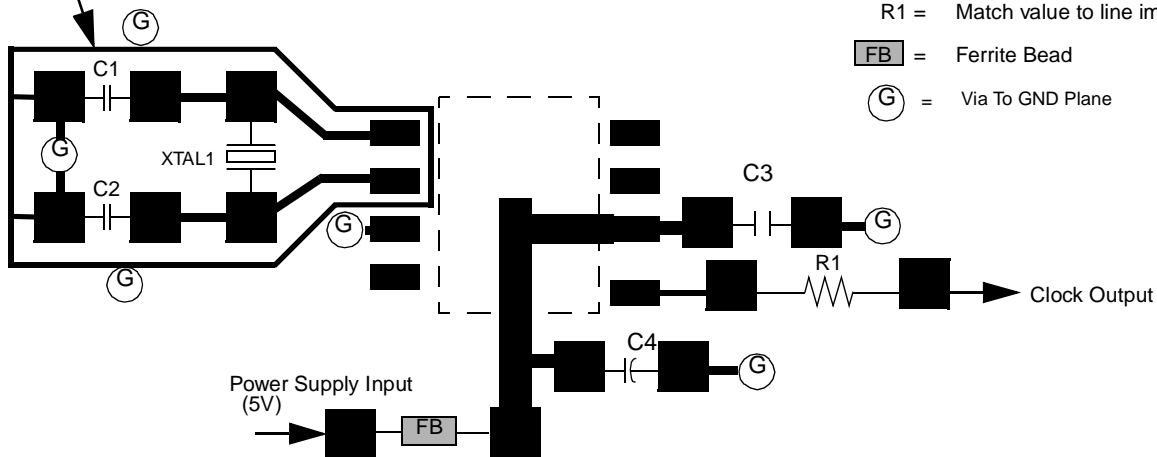 R1 = Match value to line im
FB = Ferrite Bead
G = Via To GND Plane
G
C1
G
XTAL1
C2
G
G
C3
G
R1
Clock Output
C4
G
Power Supply Input
(5V)
FB